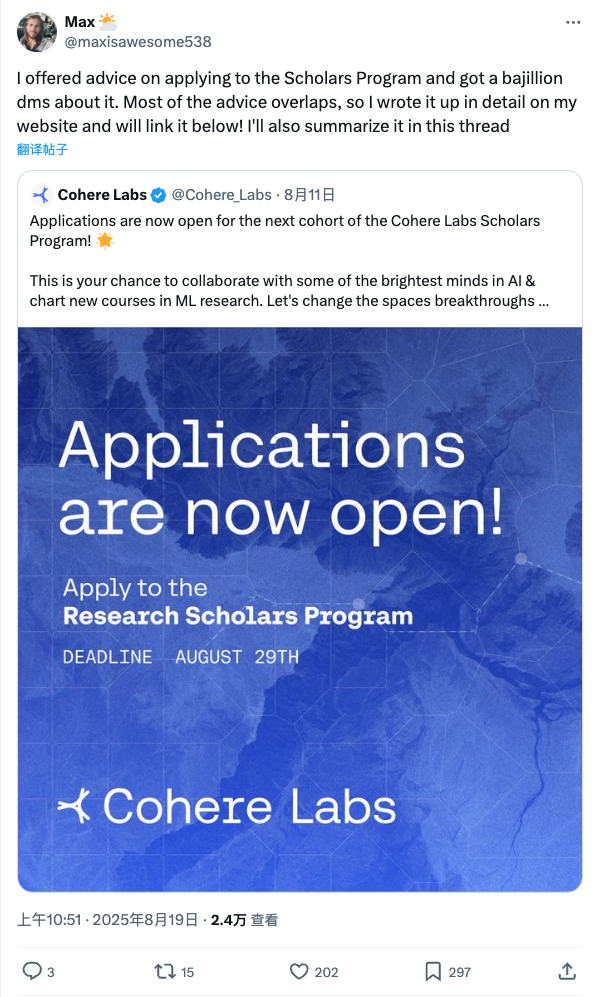 Max 🌤️
@maxisawesome538
I offered advice on applying to the Scholars Program and got a bajillion
dms about it. Most of the advice overlaps, so I wrote it up in detail on my
website and will link it below! I'll also summarize it in this thread
翻译帖子
Cohere Labs @Cohere_Labs · 8月11日
Applications are now open for the next cohort of the Cohere Labs Scholars
Program! 🌟
This is your chance to collaborate with some of the brightest minds in AI &
chart new courses in ML research. Let's change the spaces breakthroughs ...
Applications
are now open!
Apply to the
Research Scholars Program
DEADLINE AUGUST 29TH
Cohere Labs
上午10:51 · 2025年8月19日 · 2.4万 查看
3 15 202 297